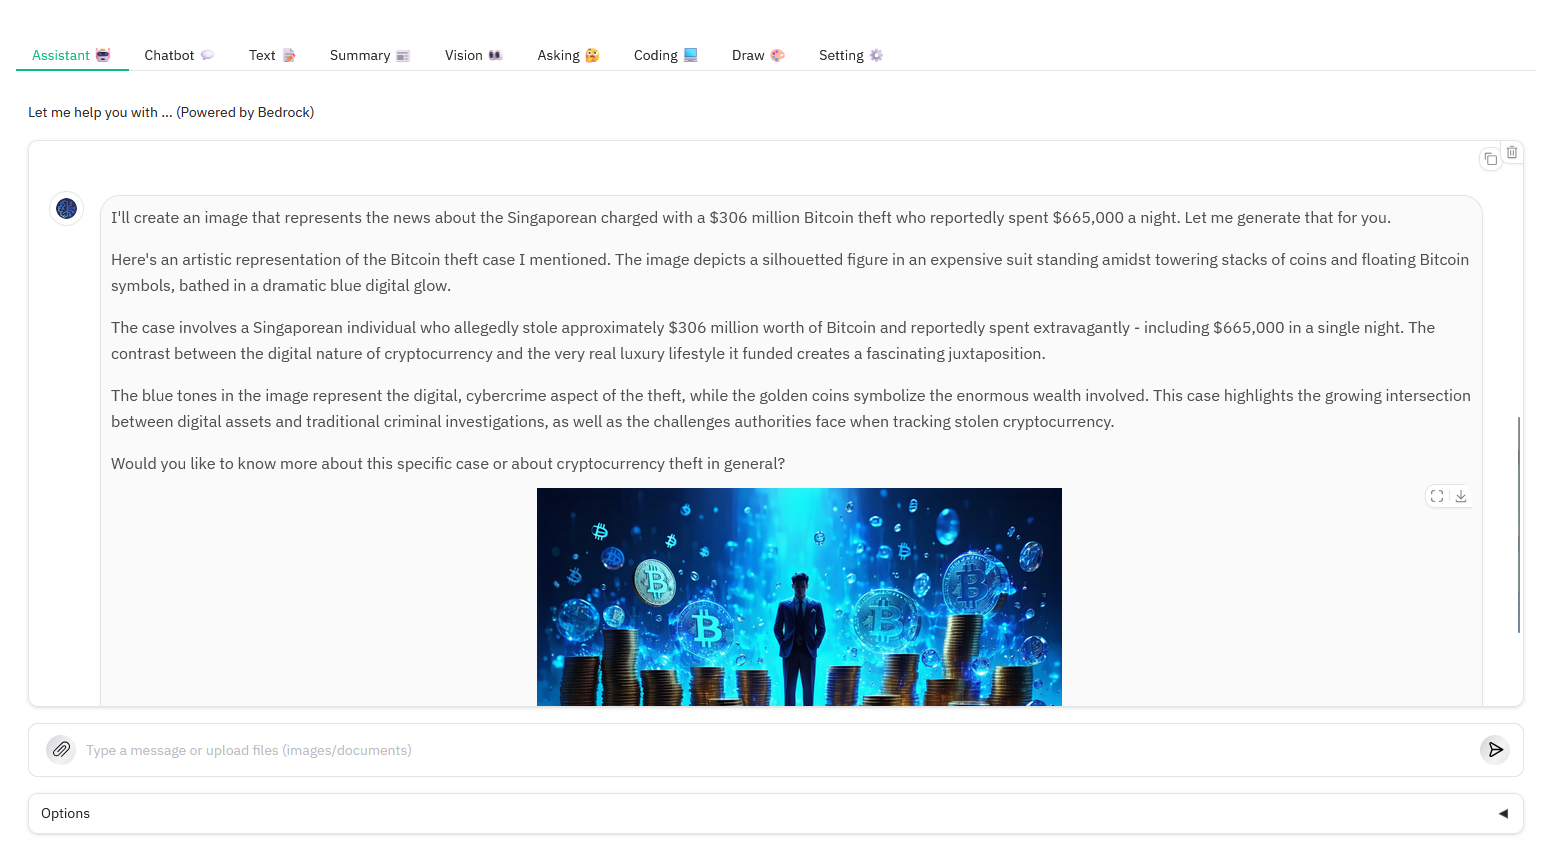 Assistant
Chatbot
Text
Summary
Vision
Asking
Coding
Draw
Setting
Let me help you with ... (Powered by Bedrock)
I'll create an image that represents the news about the Singaporean charged with a $306 million Bitcoin theft who reportedly spent $665,000 a night. Let me generate that for you.
Here's an artistic representation of the Bitcoin theft case I mentioned. The image depicts a silhouetted figure in an expensive suit standing amidst towering stacks of coins and floating Bitcoin
symbols, bathed in a dramatic blue digital glow.
The case involves a Singaporean individual who allegedly stole approximately $306 million worth of Bitcoin and reportedly spent extravagantly - including $665,000 in a single night. The
contrast between the digital nature of cryptocurrency and the very real luxury lifestyle it funded creates a fascinating juxtaposition.
The blue tones in the image represent the digital, cybercrime aspect of the theft, while the golden coins symbolize the enormous wealth involved. This case highlights the growing intersection
between digital assets and traditional criminal investigations, as well as the challenges authorities face when tracking stolen cryptocurrency.
Would you like to know more about this specific case or about cryptocurrency theft in general?
Type a message or upload files (images/documents)
Options